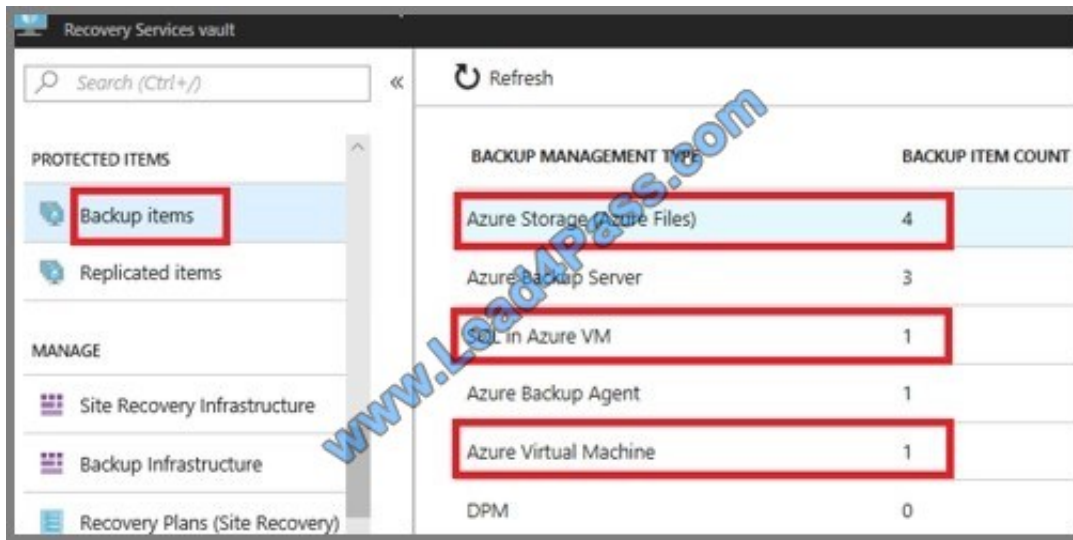 Recovery Services vault
Search (Ctrl+/)
«
Refresh
PROTECTED ITEMS
Backup items
Replicated items
MANAGE
Site Recovery Infrastructure
Backup Infrastructure
Recovery Plans (Site Recovery)
BACKUP MANAGEMENT TYPE BACKUP ITEM COUNT
Azure Storage (Azure Files) 4
Azure Backup Server 3
SQL in Azure VM 1
Azure Backup Agent 1
Azure Virtual Machine 1
DPM 0
www.Load4Pass.com